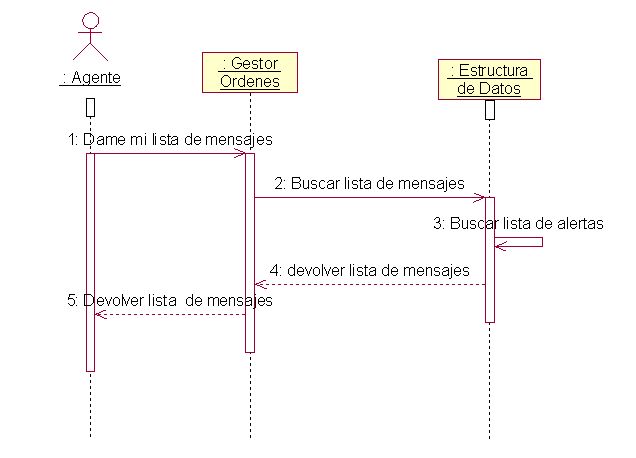 : Agente
: Gestor
Ordenes
: Estructura
de Datos
1: Dame mi lista de mensajes
2: Buscar lista de mensajes
3: Buscar lista de alertas
4: devolver lista de mensajes
5: Devolver lista  de mensajes